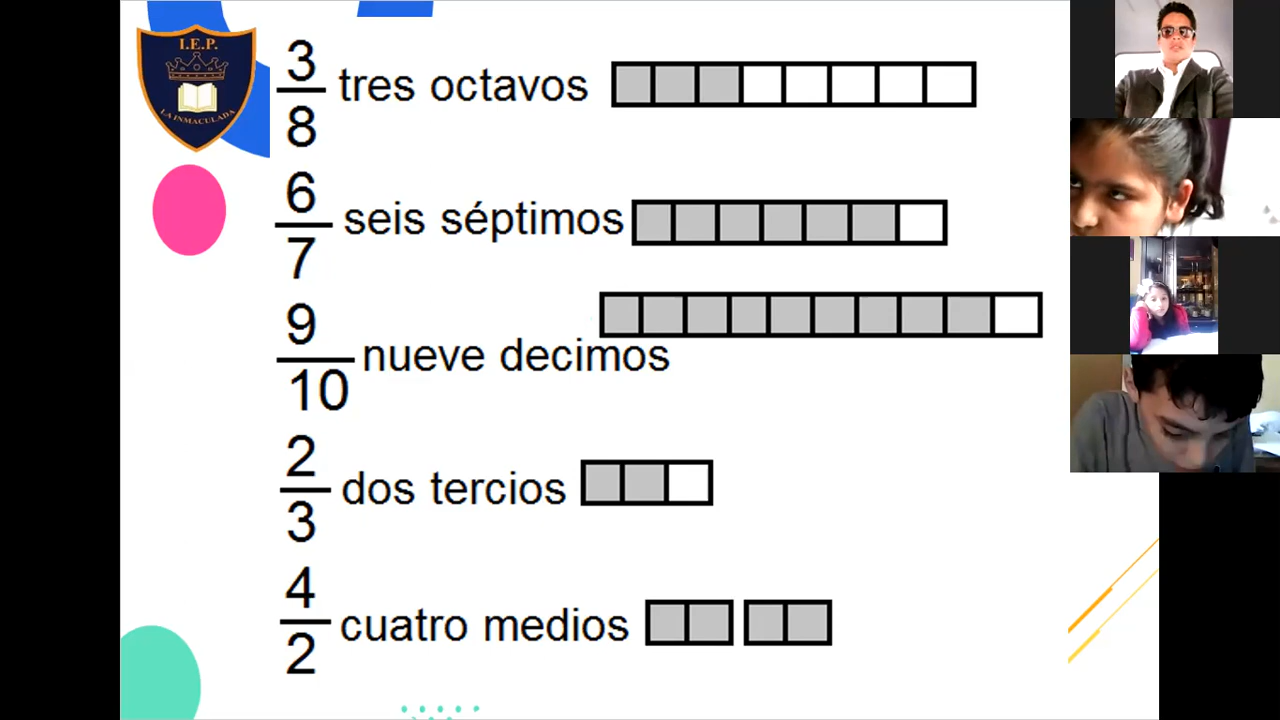 I.E.P.
LA INMACULADA
3/8 tres octavos
6/7 seis séptimos
9/10 nueve decimos
2/3 dos tercios
4/2 cuatro medios